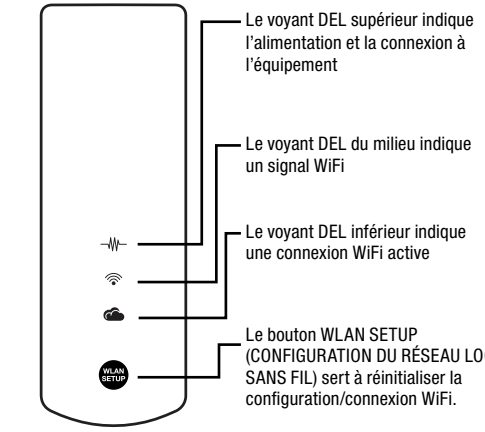 Le voyant DEL supérieur indique
l'alimentation et la connexion à
l'équipement
Le voyant DEL du milieu indique
un signal WiFi
Le voyant DEL inférieur indique
une connexion WiFi active
Le bouton WLAN SETUP
(CONFIGURATION DU RÉSEAU
SANS FIL) sert à réinitialiser la
configuration/connexion WiFi.
WLAN
SETUP